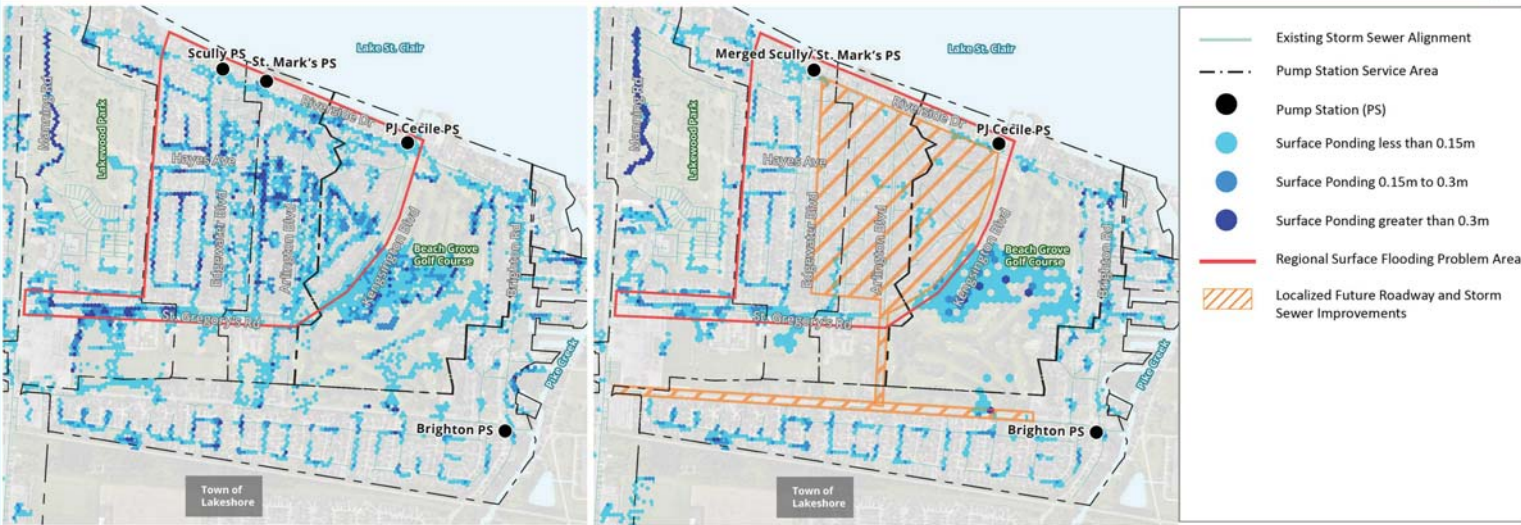 Lake St. Clair
Scully PS
St. Mark's PS
Manning Rd
Lakewood Park
Riverside Dr
PJ Cecile PS
Hayes Ave
Edgewater Blvd
Arlington Blvd
Kensington Blvd
Beach Grove
Golf Course
Brighton Rd
St. Gregory's Rd
Pike Creek
Brighton PS
Town of
Lakeshore
Lake St. Clair
Merged Scully/ St. Mark's PS
Manning Rd
Lakewood Park
Riverside Dr
PJ Cecile PS
Hayes Ave
Edgewater Blvd
Arlington Blvd
Kensington Blvd
Beach Grove
Golf Course
Brighton Rd
St. Gregory's Rd
Pike Creek
Brighton PS
Town of
Lakeshore
Existing Storm Sewer Alignment
Pump Station Service Area
Pump Station (PS)
Surface Ponding less than 0.15m
Surface Ponding 0.15m to 0.3m
Surface Ponding greater than 0.3m
Regional Surface Flooding Problem Area
Localized Future Roadway and Storm
Sewer Improvements